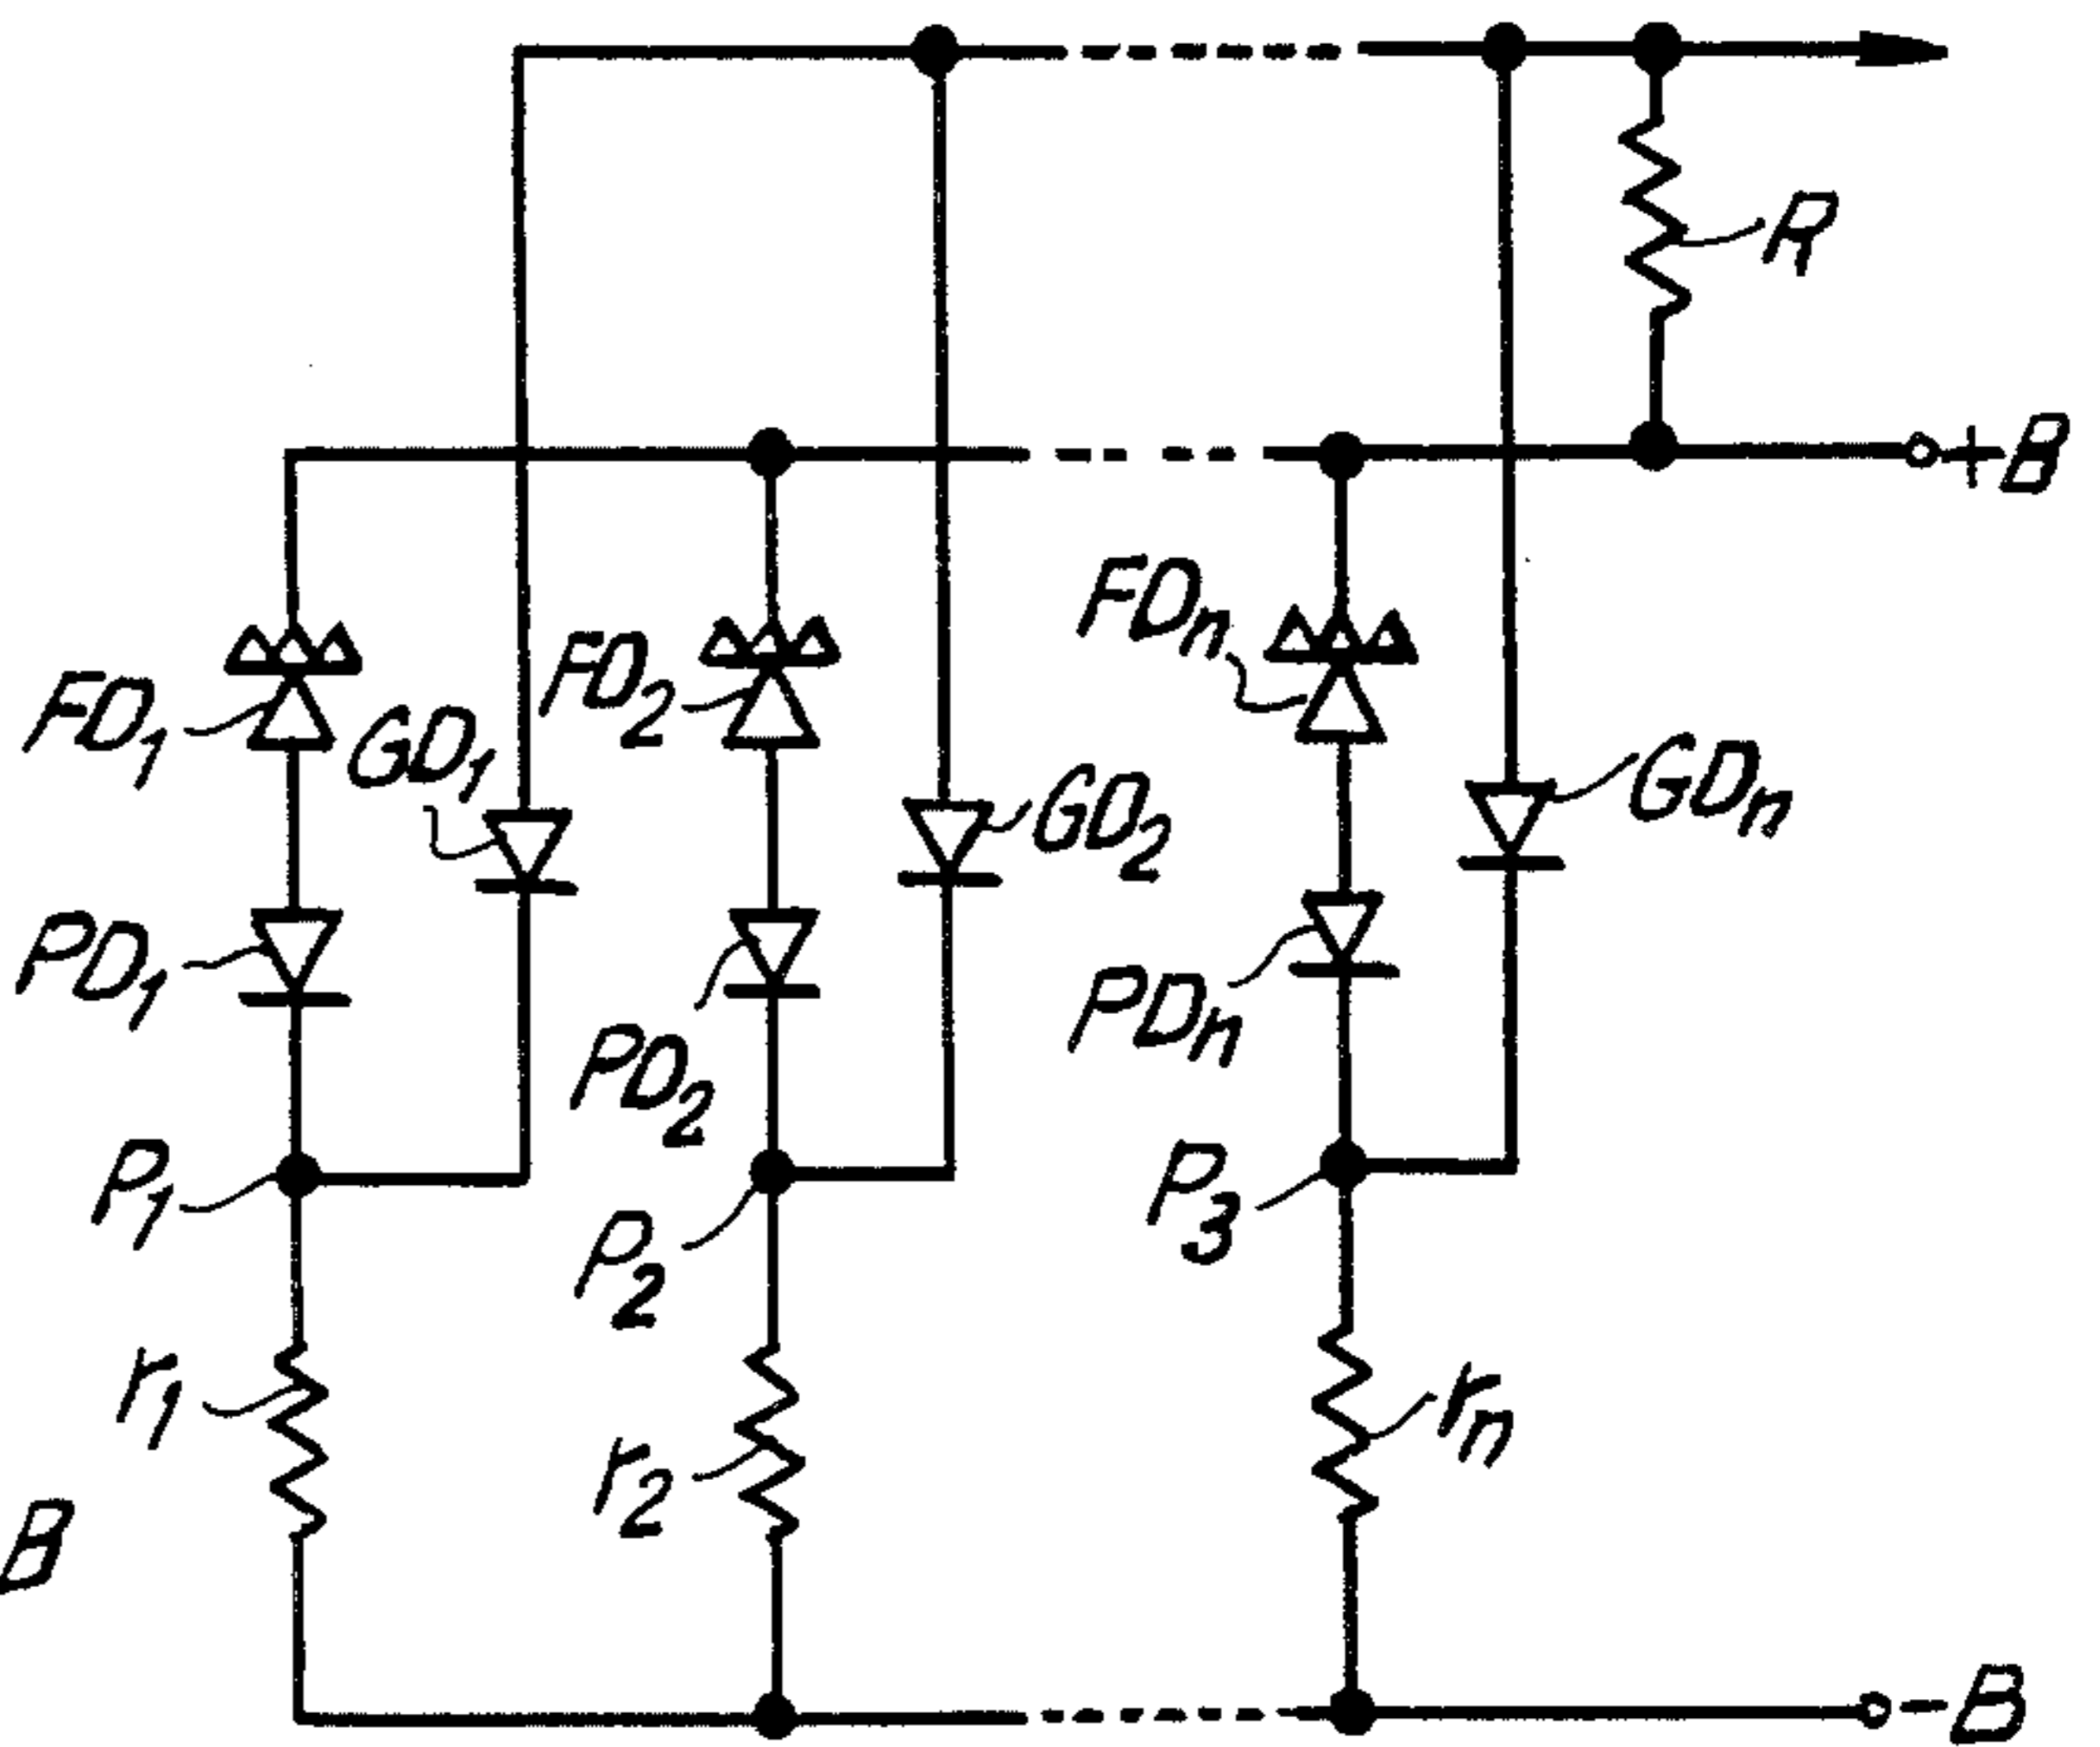 R
+B
FD1
GD1
FD2
GD2
FDn
GDn
PD1
PD2
PDn
P1
P2
P3
r1
r2
rn
B
-B